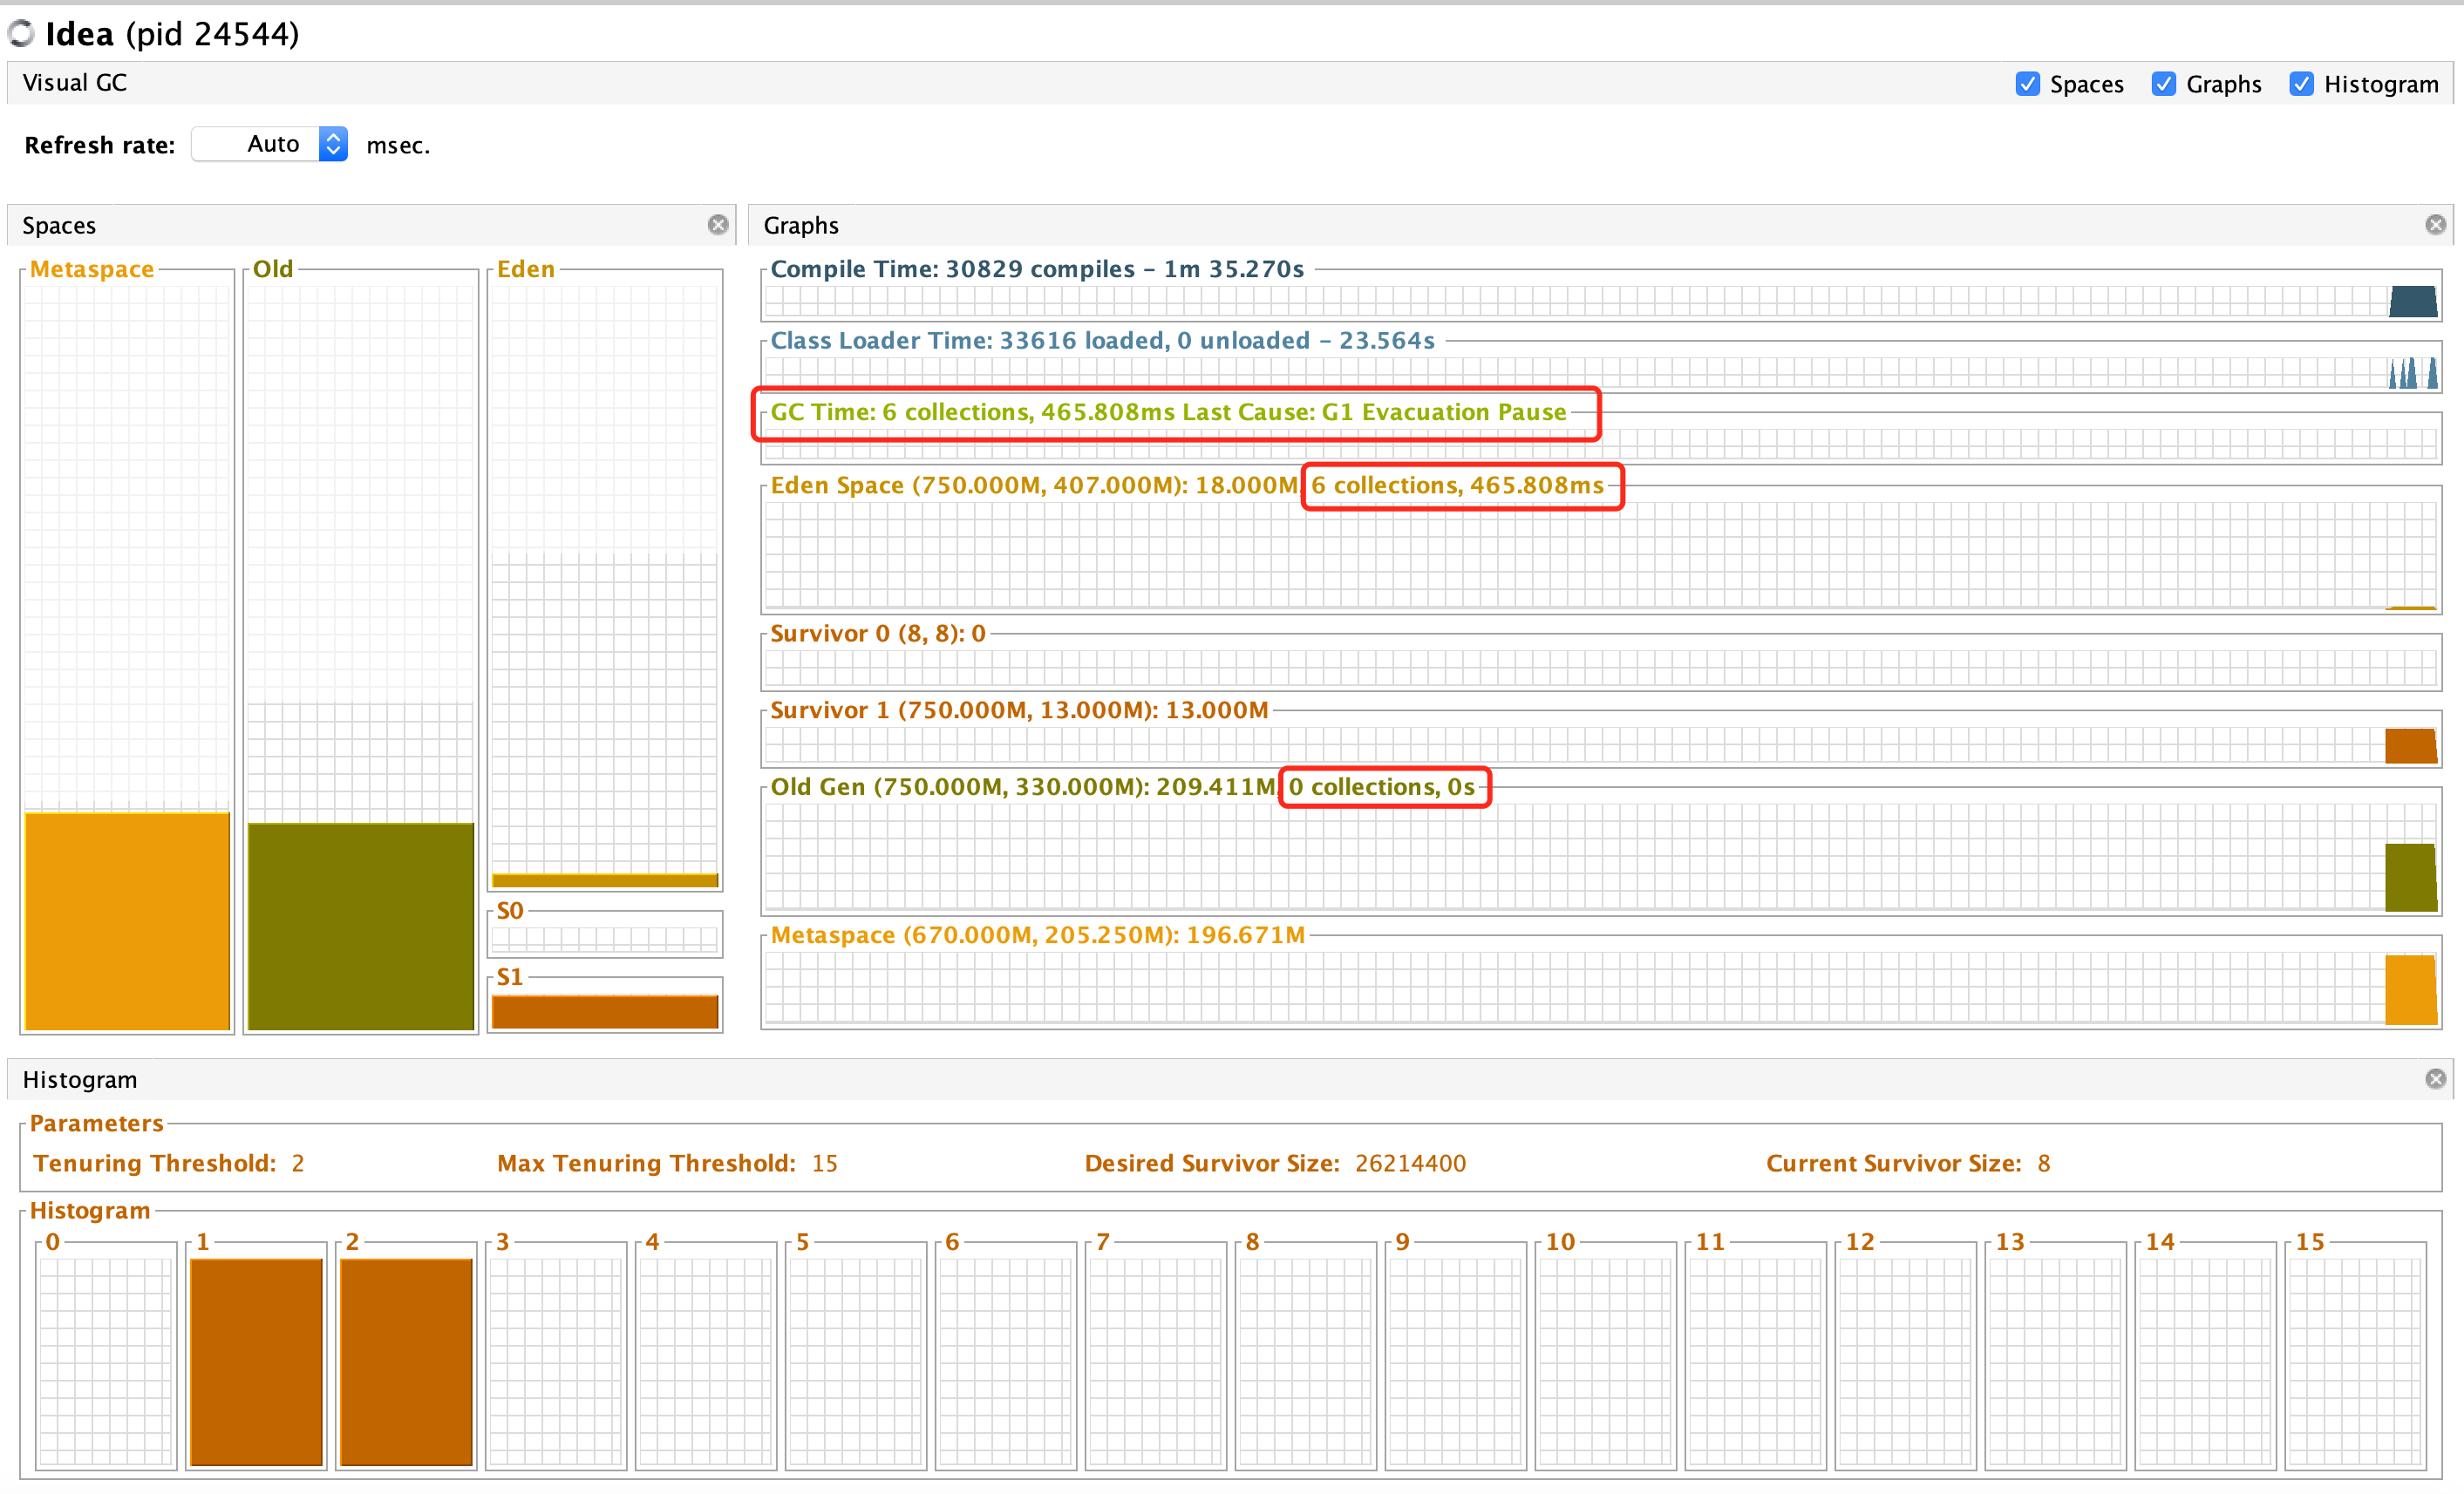 Idea (pid 24544)
Visual GC
Spaces Graphs Histogram
Refresh rate: Auto msec.
Spaces
Metaspace
Old
Eden
S0
S1
Graphs
Compile Time: 30829 compiles - 1m 35.270s
Class Loader Time: 33616 loaded, 0 unloaded - 23.564s
GC Time: 6 collections, 465.808ms Last Cause: G1 Evacuation Pause
Eden Space (750.000M, 407.000M): 18.000M, 6 collections, 465.808ms
Survivor 0 (8, 8): 0
Survivor 1 (750.000M, 13.000M): 13.000M
Old Gen (750.000M, 330.000M): 209.411M, 0 collections, 0s
Metaspace (670.000M, 205.250M): 196.671M
Histogram
Parameters
Tenuring Threshold: 2 Max Tenuring Threshold: 15 Desired Survivor Size: 26214400 Current Survivor Size: 8
Histogram
0 1 2 3 4 5 6 7 8 9 10 11 12 13 14 15